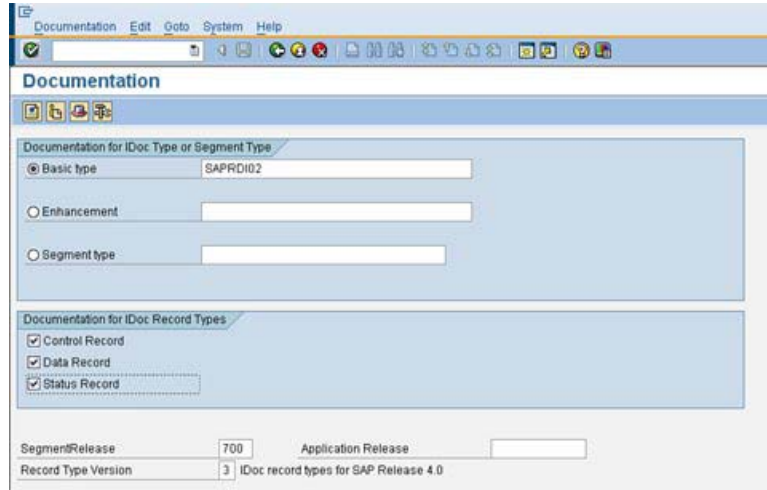 Documentation Edit Goto System Help
Documentation
Documentation for IDoc Type or Segment Type
Basic type SAPRDI02
Enhancement
Segment type
Documentation for IDoc Record Types
Control Record
Data Record
Status Record
SegmentRelease 700 Application Release
Record Type Version 3 IDoc record types for SAP Release 4.0